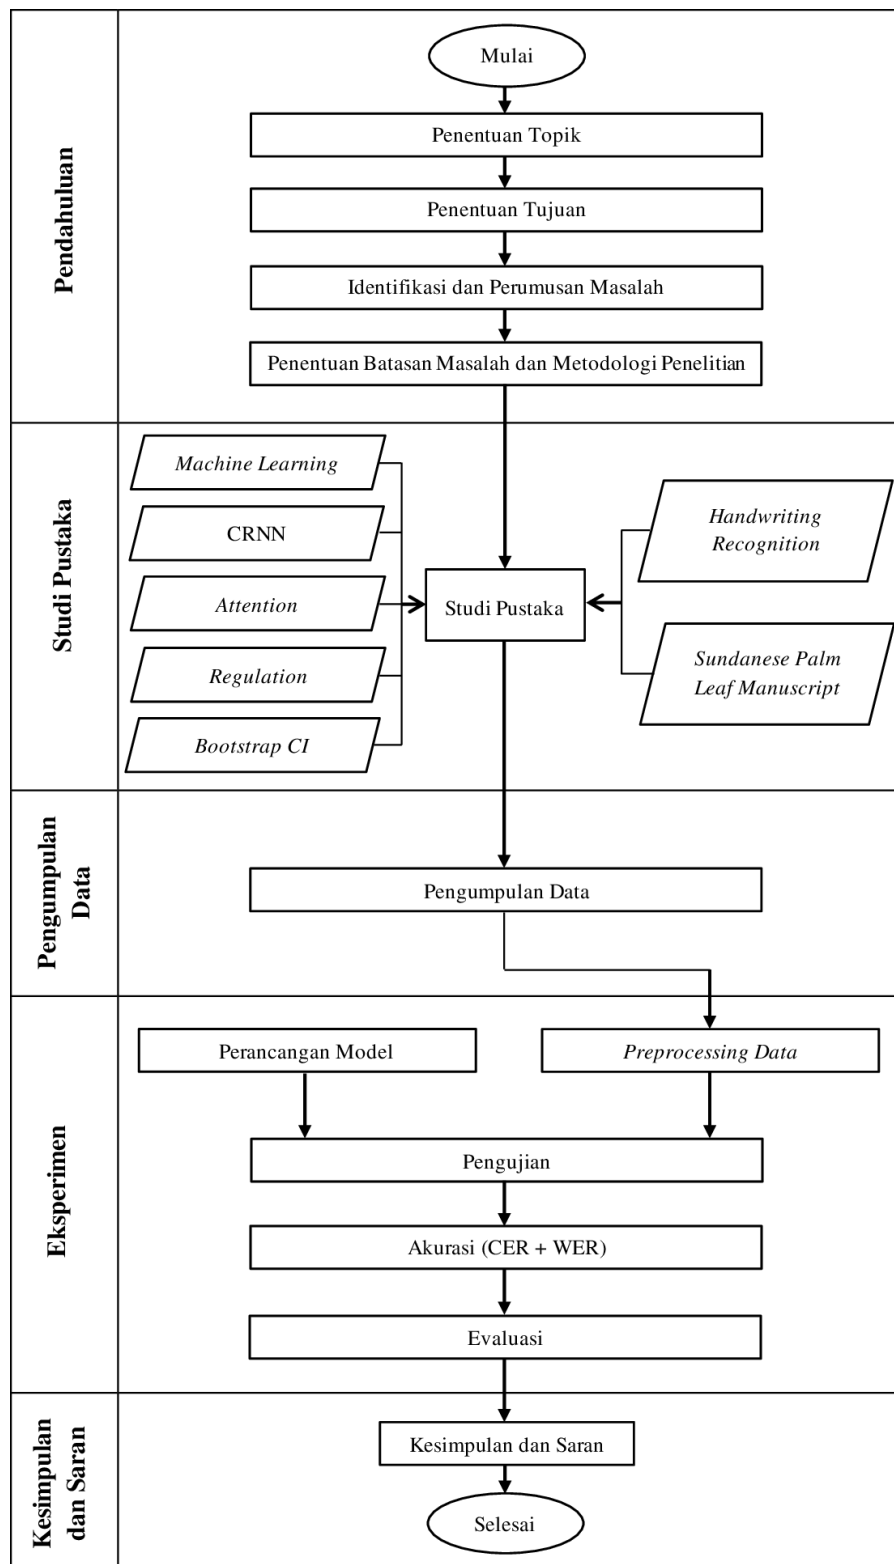 Pendahuluan
Mulai
Penentuan Topik
Penentuan Tujuan
Identifikasi dan Perumusan Masalah
Penentuan Batasan Masalah dan Metodologi Penelitian
Studi Pustaka
Machine Learning
CRNN
Attention
Regulation
Bootstrap CI
Studi Pustaka
Handwriting
Recognition
Sundanese Palm
Leaf Manuscript
Pengumpulan
Data
Pengumpulan Data
Eksperimen
Perancangan Model
Preprocessing Data
Pengujian
Akurasi (CER + WER)
Evaluasi
Kesimpulan
dan Saran
Kesimpulan dan Saran
Selesai